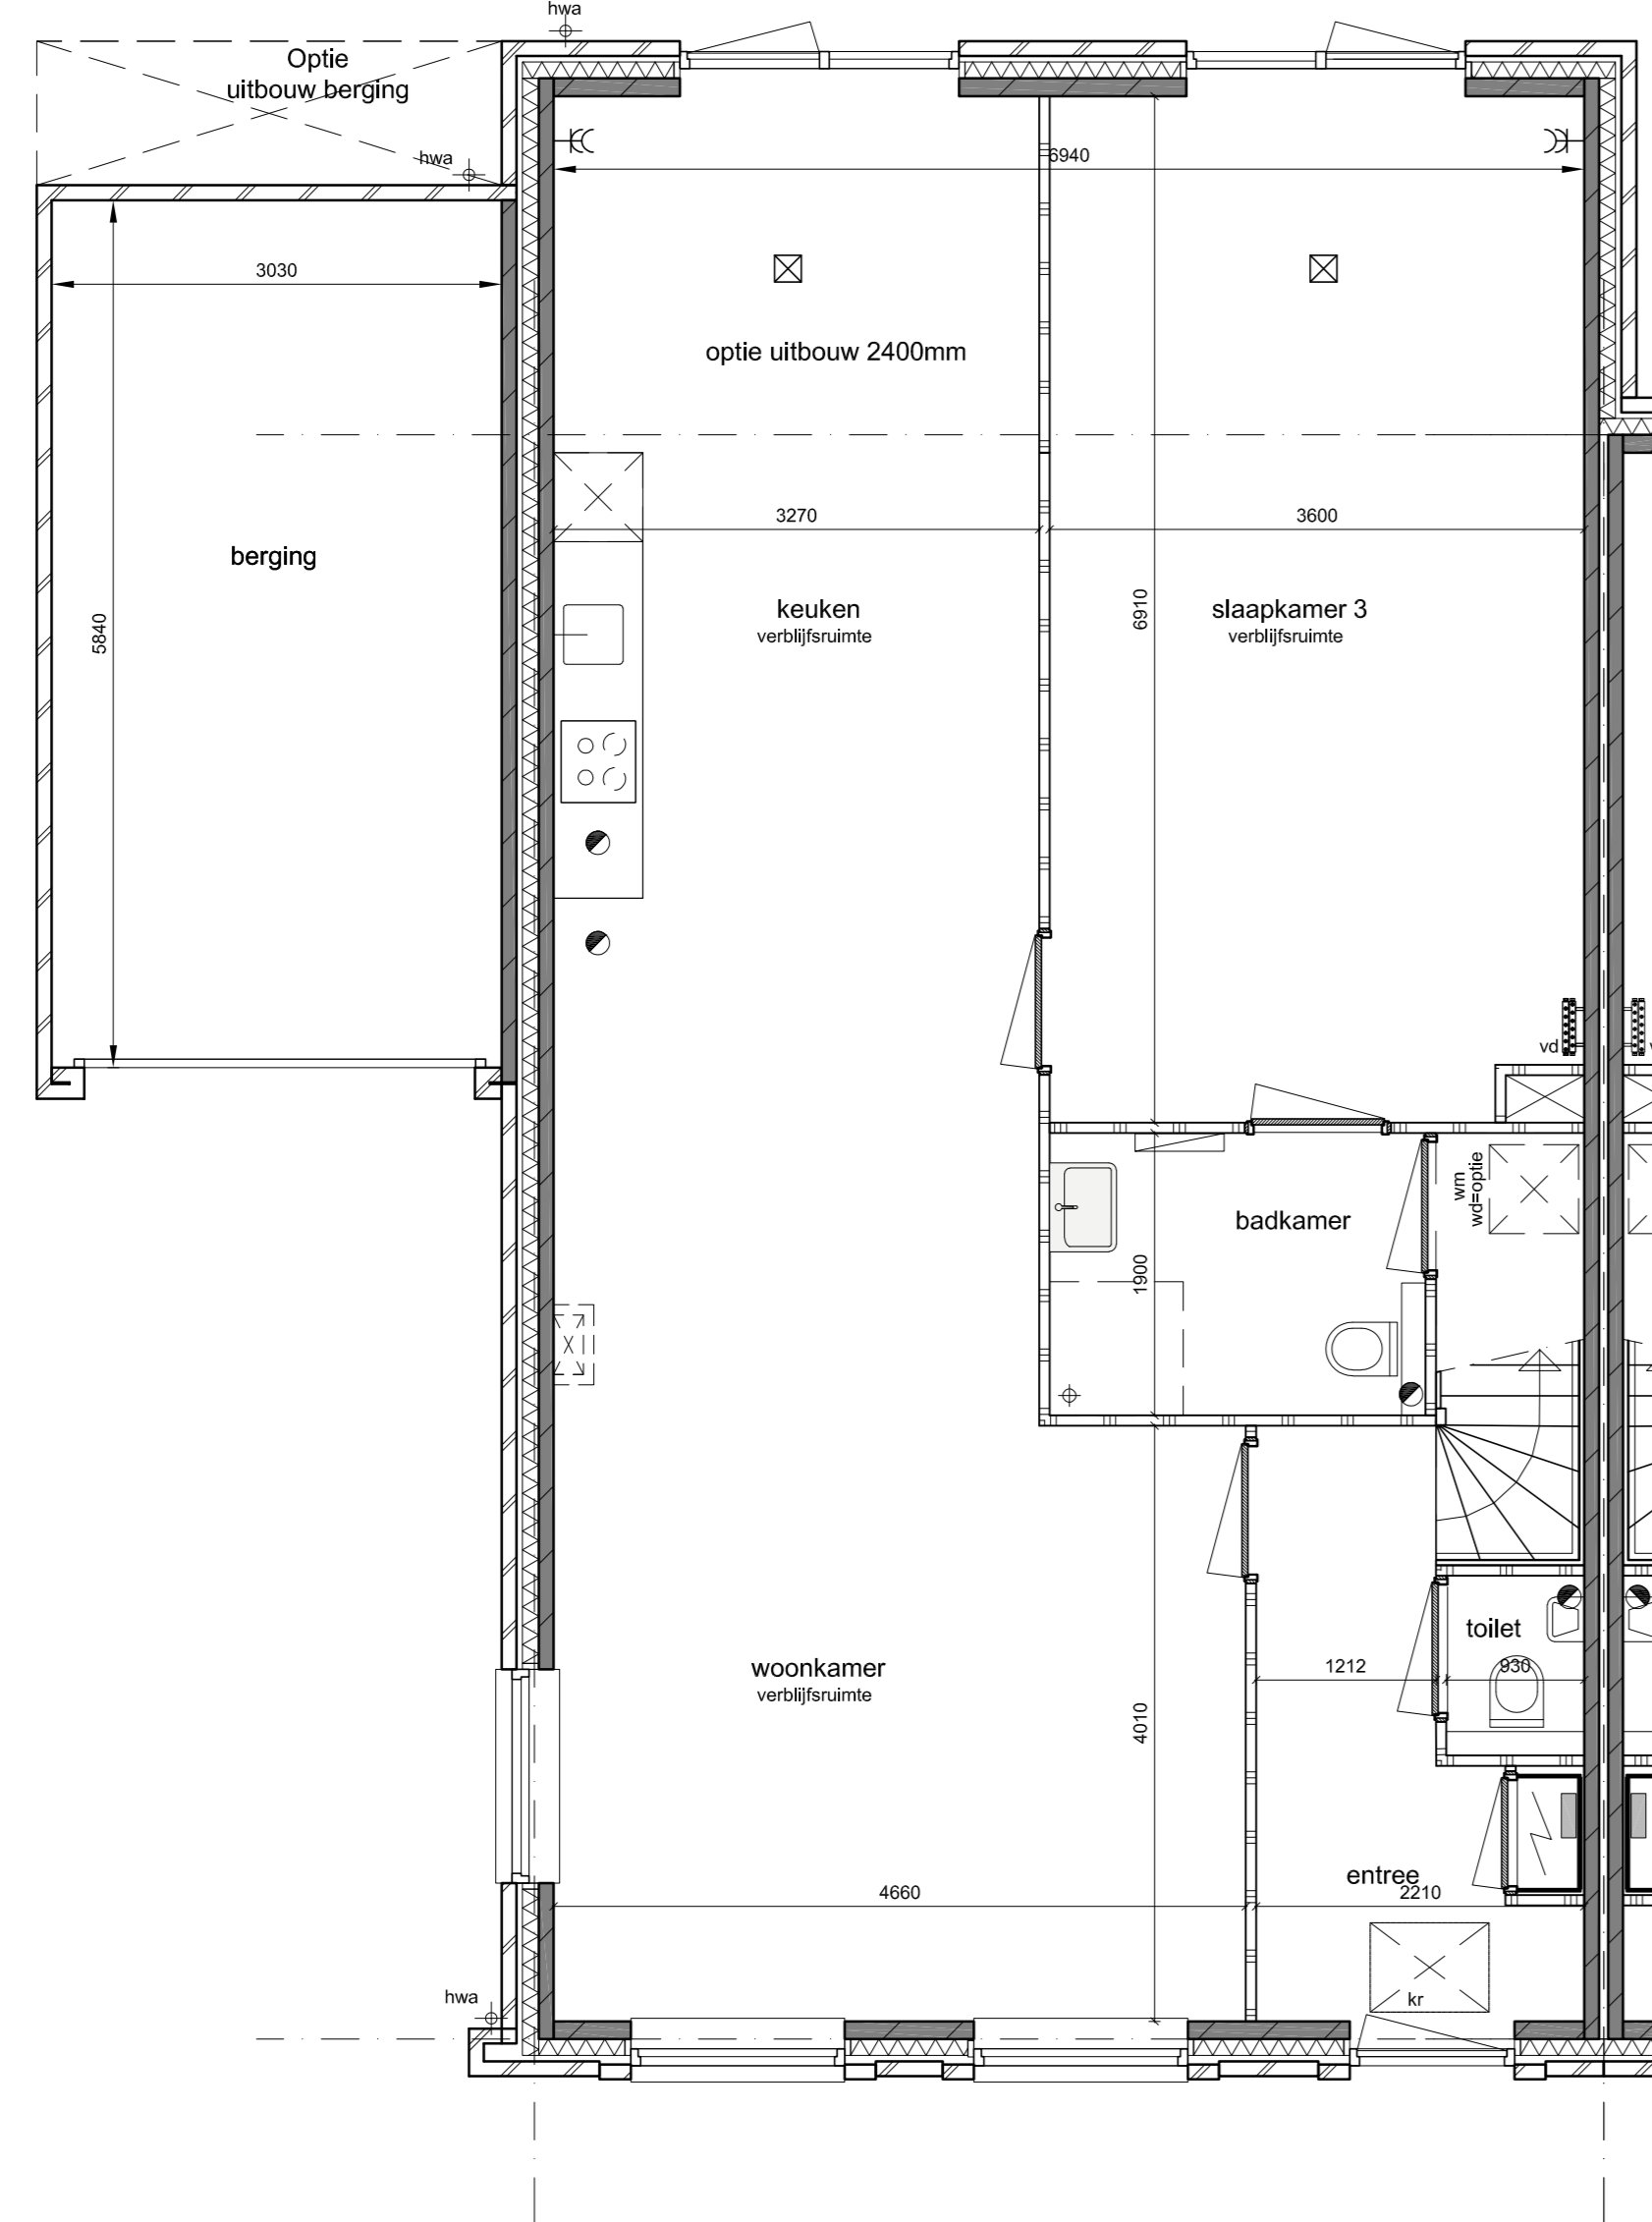 hwa
Optie
uitbouw berging
hwa
6940
3030
optie uitbouw 2400mm
3270
3600
berging
keuken
verblijfsruimte
6910
slaapkamer 3
verblijfsruimte
5840
vd
wm
wd=optie
badkamer
1900
toilet
woonkamer
verblijfsruimte
1212
930
4010
entree
4660
2210
hwa
kr